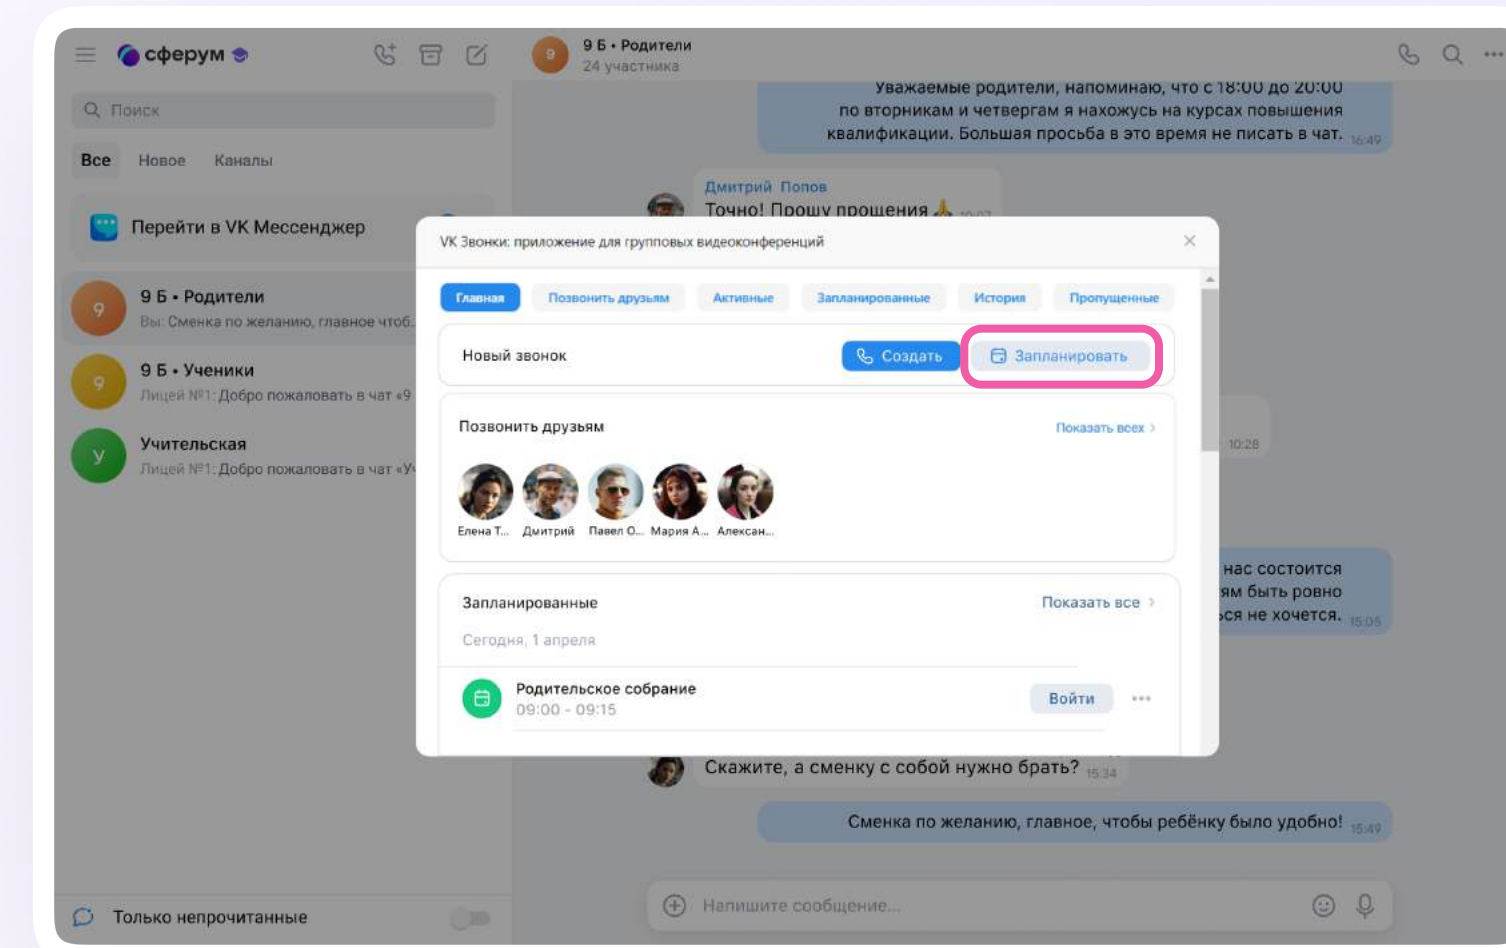 сферум
Поиск
Все Новое Каналы
Перейти в VK Мессенджер
9
9 Б • Родители
Вы: Сменка по желанию, главное чтоб...
9
9 Б • Ученики
Лицей №1: Добро пожаловать в чат «9
У
Учительская
Лицей №1: Добро пожаловать в чат «Уч
Только непрочитанные
9
9 Б • Родители
24 участника
Уважаемые родители, напоминаю, что с 18:00 до 20:00
по вторникам и четвергам я нахожусь на курсах повышения
квалификации. Большая просьба в это время не писать в чат. 16:49
Дмитрий Попов
Точно! Прошу прощения
VK Звонки: приложение для групповых видеоконференций
Главная Позвонить друзьям Активные Запланированные История Пропущенные
Новый звонок Создать Запланировать
Позвонить друзьям Показать всех
Елена Т... Дмитрий Павел О... Мария А... Алексан...
Запланированные Показать все
Сегодня, 1 апреля
Родительское собрание
09:00 - 09:15
Войти
10:28
нас состоится
ям быть ровно
ся не хочется. 15:05
Скажите, а сменку с собой нужно брать? 15:34
Сменка по желанию, главное, чтобы ребёнку было удобно! 15:49
Напишите сообщение...